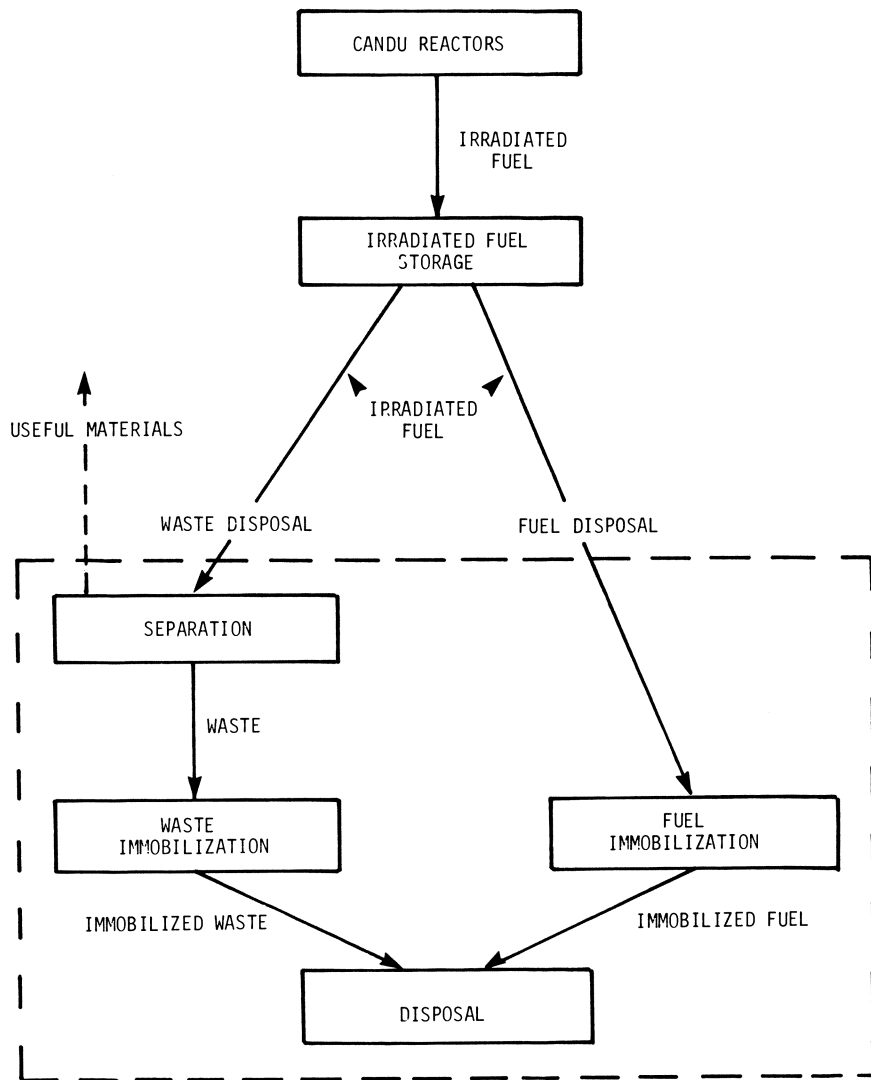 CANDU REACTORS
IRRADIATED
FUEL
IRRADIATED FUEL
STORAGE
IRRADIATED
FUEL
USEFUL MATERIALS
WASTE DISPOSAL
FUEL DISPOSAL
SEPARATION
WASTE
WASTE
IMMOBILIZATION
FUEL
IMMOBILIZATION
IMMOBILIZED WASTE
IMMOBILIZED FUEL
DISPOSAL